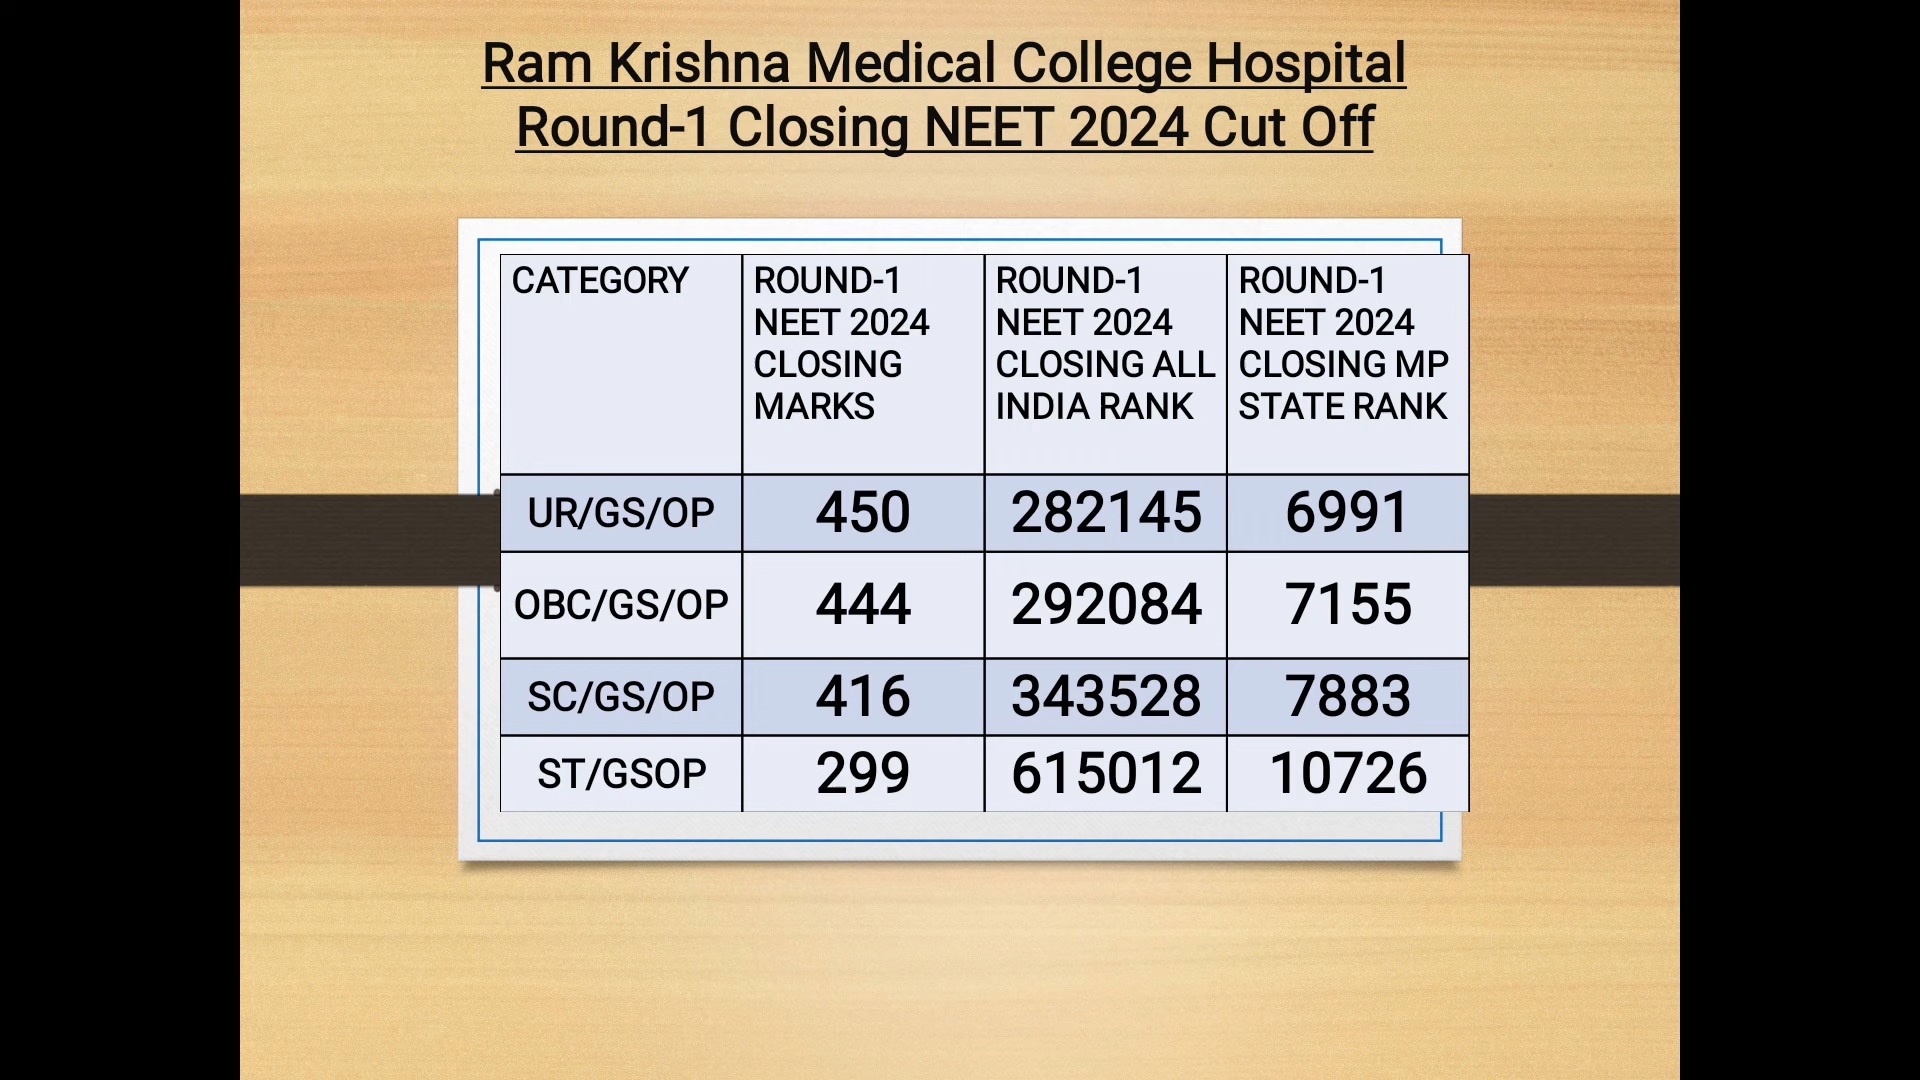 Ram Krishna Medical College Hospital
Round-1 Closing NEET 2024 Cut Off
CATEGORY
ROUND-1
NEET 2024
CLOSING
MARKS
ROUND-1
NEET 2024
CLOSING ALL
INDIA RANK
ROUND-1
NEET 2024
CLOSING MP
STATE RANK
UR/GS/OP 450 282145 6991
OBC/GS/OP 444 292084 7155
SC/GS/OP 416 343528 7883
ST/GSOP 299 615012 10726